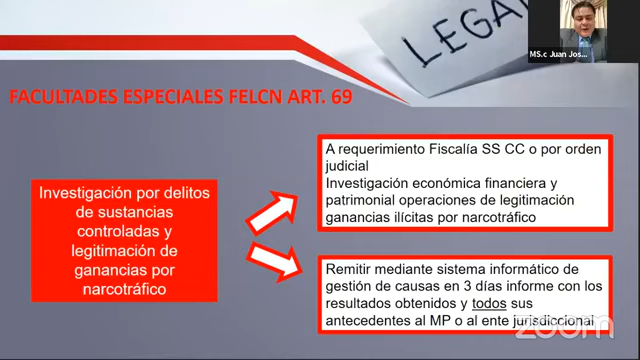 LEGA
MS.c Juan Jos...
FACULTADES ESPECIALES FELCN ART. 69
A requerimiento Fiscalía SS CC o por orden
judicial
Investigación económica financiera y
patrimonial operaciones de legitimación
ganancias ilícitas por narcotráfico
Investigación por delitos
de sustancias
controladas y
legitimación de
ganancias por
narcotráfico
Remitir mediante sistema informático de
gestión de causas en 3 días informe con los
resultados obtenidos y todos sus
antecedentes al MP o al ente jurisdiccional
zoom